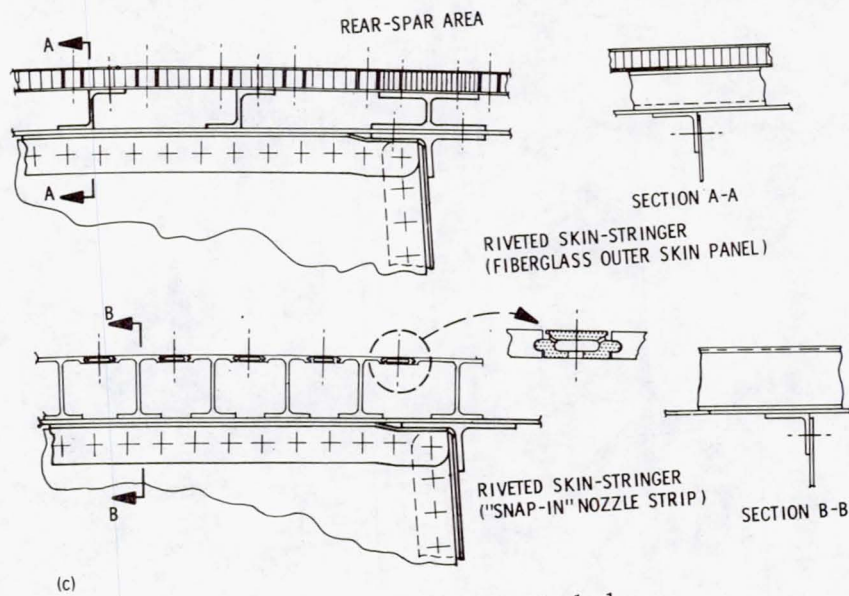 REAR-SPAR AREA
A
A
SECTION A-A
RIVETED SKIN-STRINGER
(FIBERGLASS OUTER SKIN PANEL)
B
B
RIVETED SKIN-STRINGER
("SNAP-IN" NOZZLE STRIP)
SECTION B-B
(c)